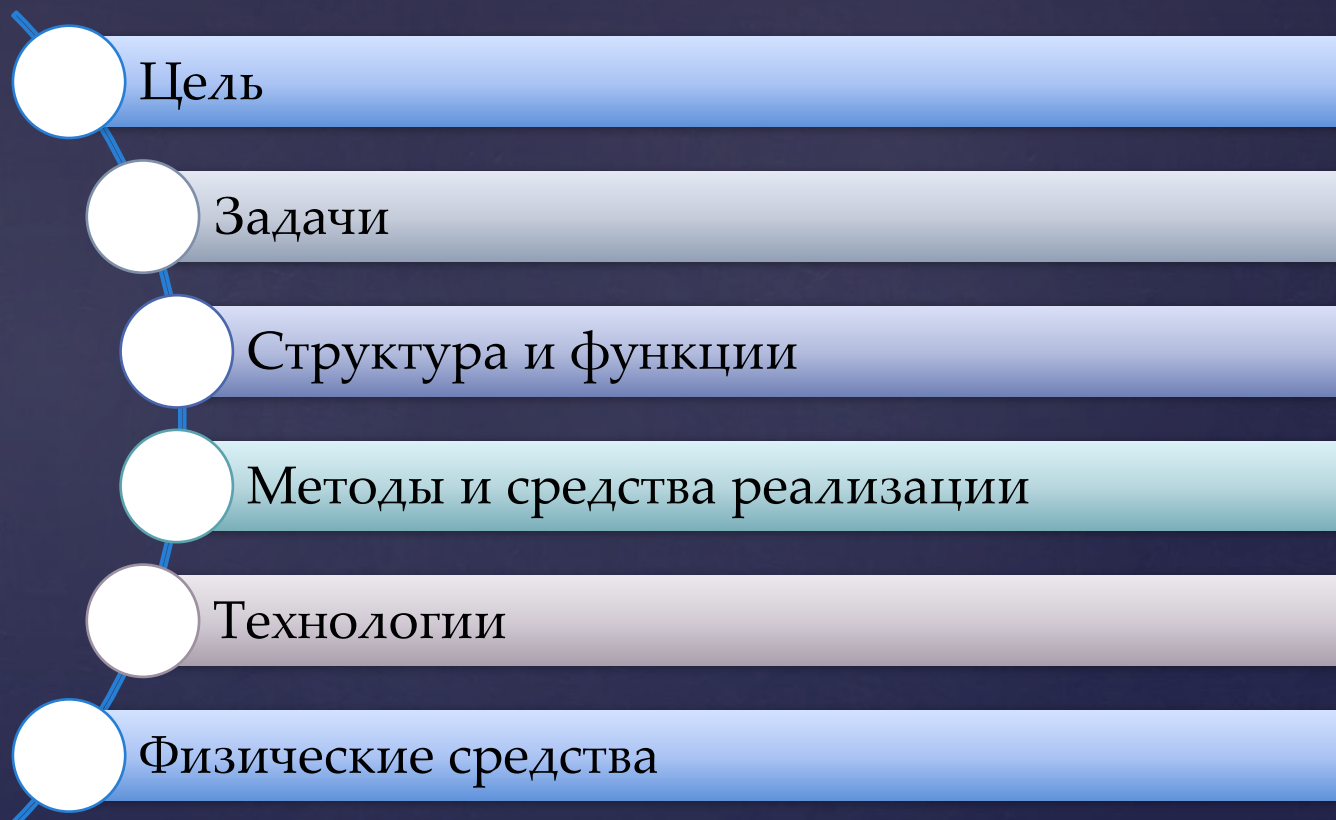 Цель
Задачи
Структура и функции
Методы и средства реализации
Технологии
Физические средства